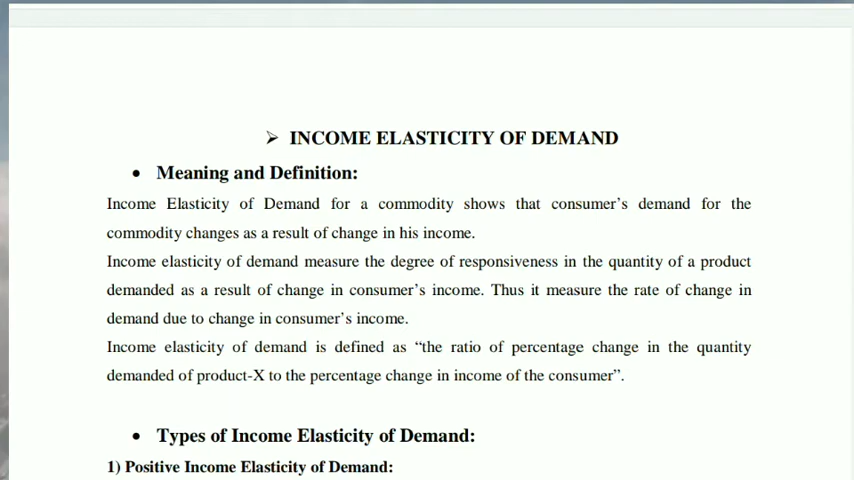 ➢ INCOME ELASTICITY OF DEMAND
• Meaning and Definition:
Income Elasticity of Demand for a commodity shows that consumer’s demand for the
commodity changes as a result of change in his income.
Income elasticity of demand measure the degree of responsiveness in the quantity of a product
demanded as a result of change in consumer’s income. Thus it measure the rate of change in
demand due to change in consumer’s income.
Income elasticity of demand is defined as “the ratio of percentage change in the quantity
demanded of product-X to the percentage change in income of the consumer”.
• Types of Income Elasticity of Demand:
1) Positive Income Elasticity of Demand: